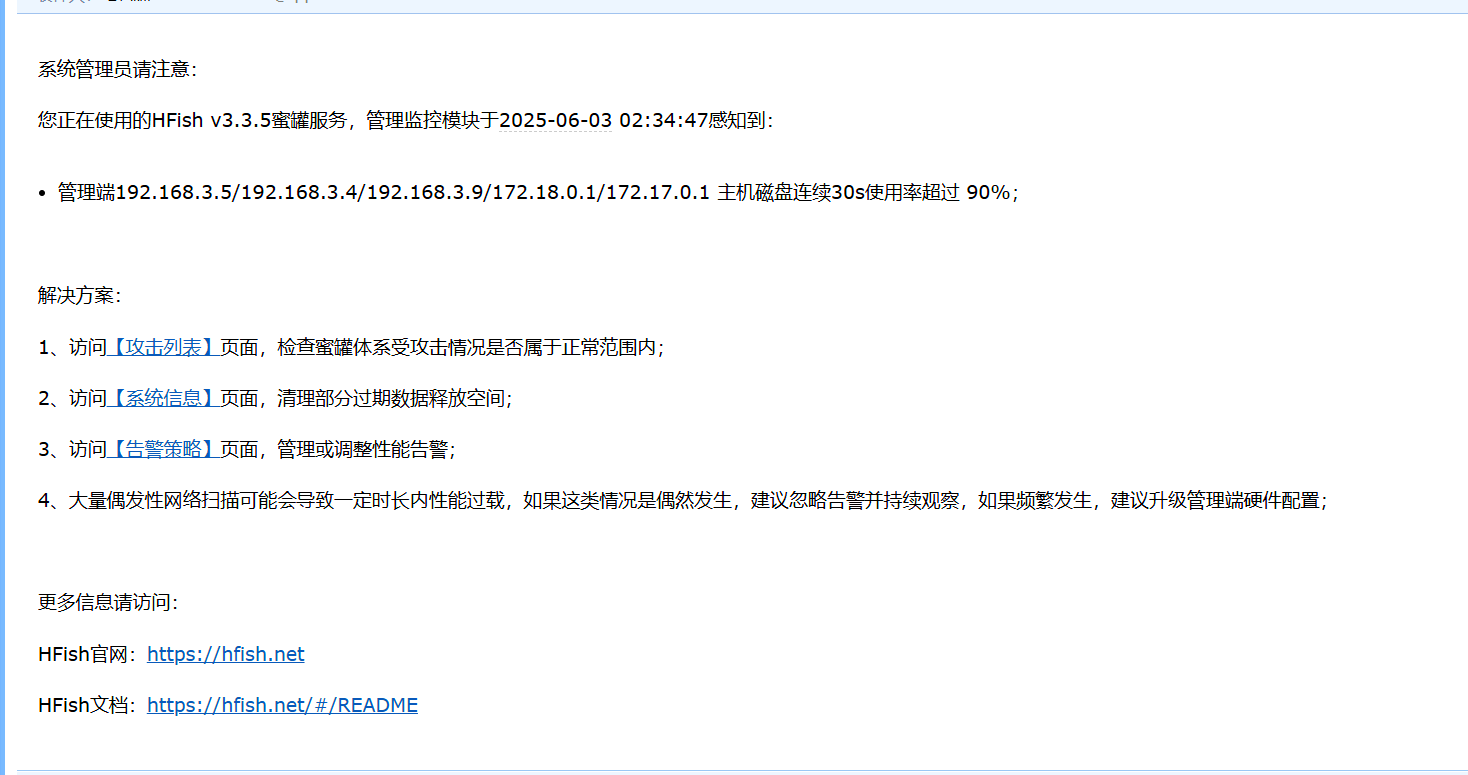 系统管理员请注意：
您正在使用的HFish v3.3.5蜜罐服务，管理监控模块于2025-06-03 02:34:47感知到：
• 管理端192.168.3.5/192.168.3.4/192.168.3.9/172.18.0.1/172.17.0.1 主机磁盘连续30s使用率超过 90%；
解决方案：
1、访问【攻击列表】页面，检查蜜罐体系受攻击情况是否属于正常范围内；
2、访问【系统信息】页面，清理部分过期数据释放空间；
3、访问【告警策略】页面，管理或调整性能告警；
4、大量偶发性网络扫描可能会导致一定时长内性能过载，如果这类情况是偶然发生，建议忽略告警并持续观察，如果频繁发生，建议升级管理端硬件配置；
更多信息请访问：
HFish官网：https://hfish.net
HFish文档：https://hfish.net/#/README